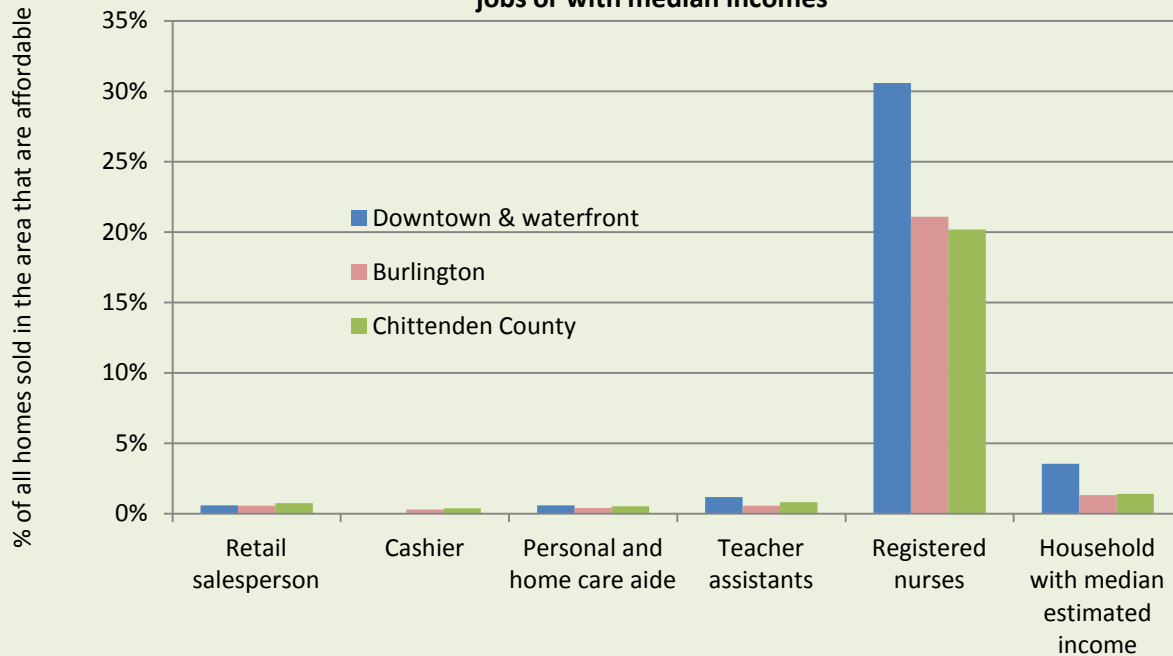 jobs or with median incomes
% of all homes sold in the area that are affordable
35%
30%
25%
20%
15%
10%
5%
0%
Downtown & waterfront
Burlington
Chittenden County
Retail
salesperson
Cashier
Personal and
home care aide
Teacher
assistants
Registered
nurses
Household
with median
estimated
income